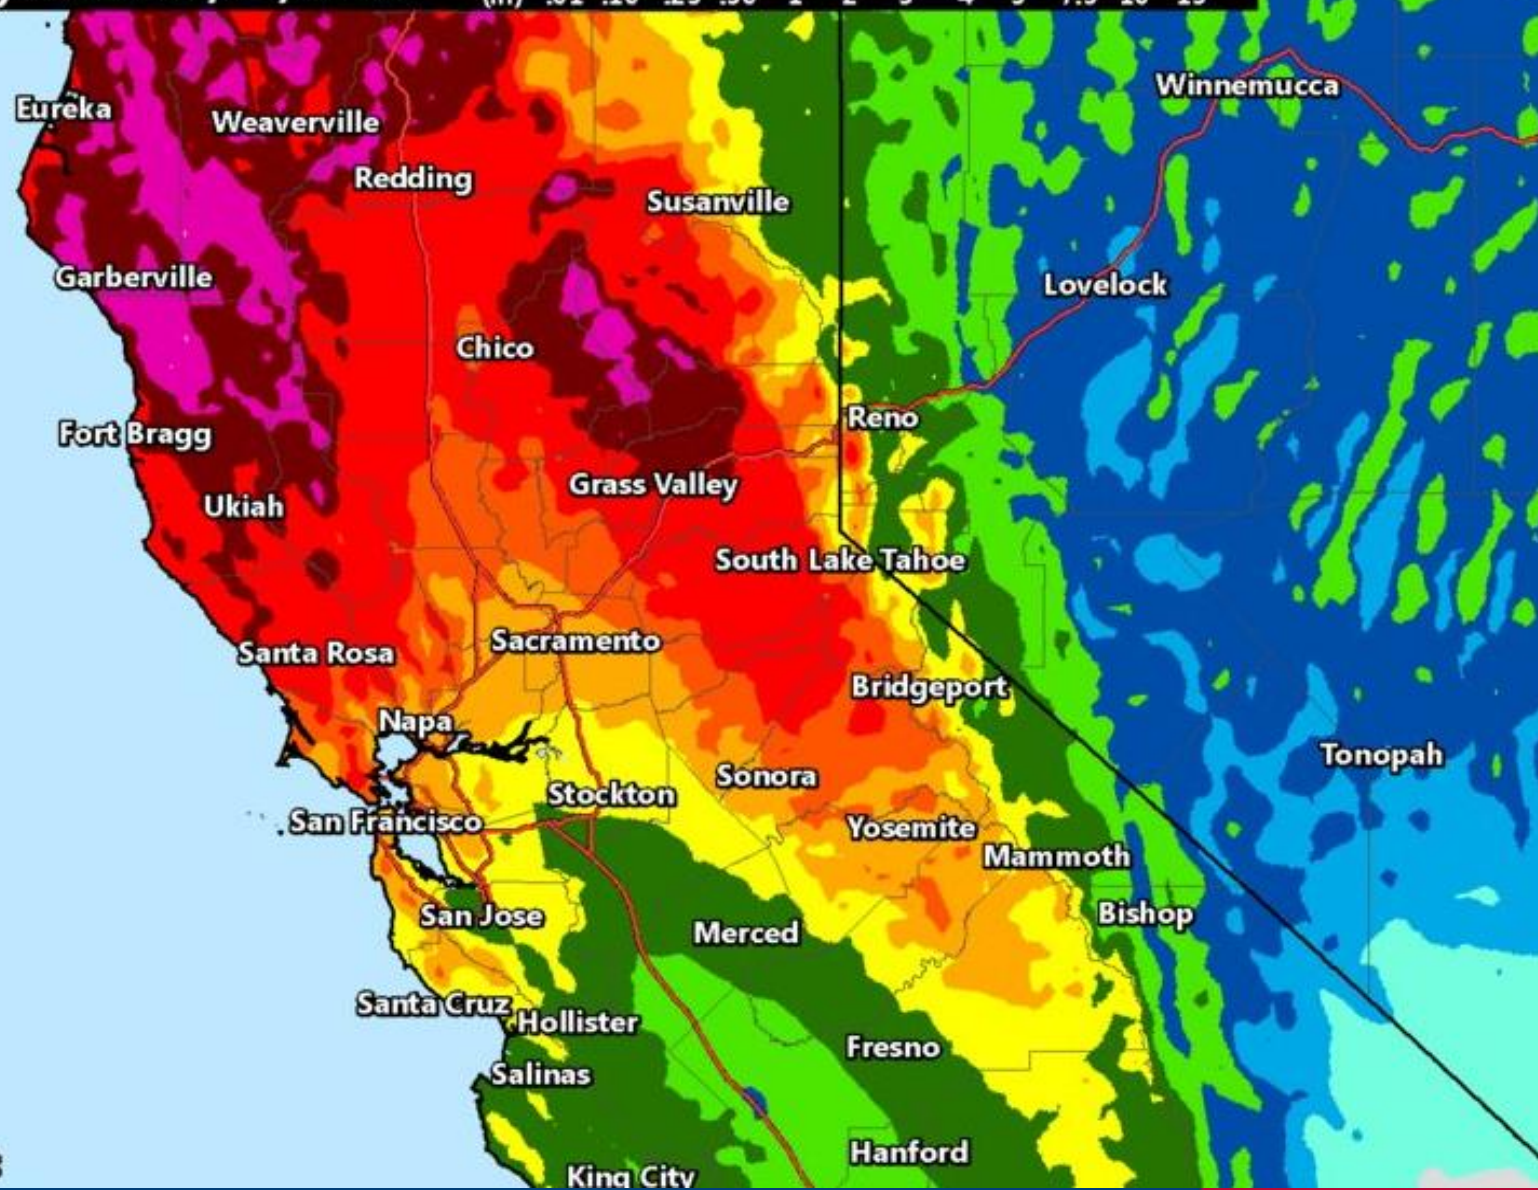 Winnemucca
Eureka
Weaverville
Redding
Susanville
Garberville
Lovelock
Chico
Reno
Fort Bragg
Grass Valley
Ukiah
South Lake Tahoe
Sacramento
Santa Rosa
Bridgeport
Napa
Tonopah
Sonora
Stockton
San Francisco
Yosemite
Mammoth
San Jose
Bishop
Merced
Santa Cruz
Hollister
Fresno
Salinas
Hanford
King City